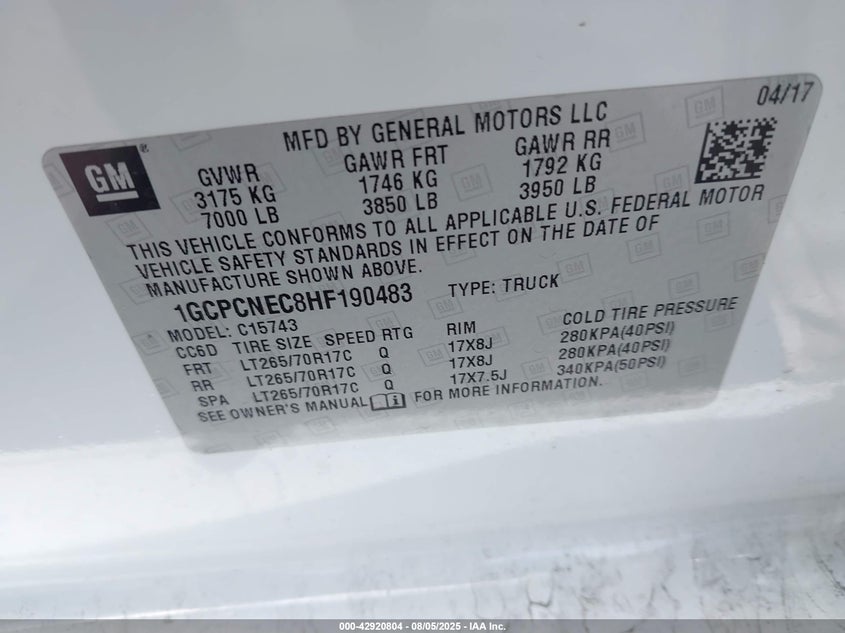 04/17
GM®
MFD BY GENERAL MOTORS LLC
GVWR GAWR FRT GAWR RR
3175 KG 1746 KG 1792 KG
7000 LB 3850 LB 3950 LB
THIS VEHICLE CONFORMS TO ALL APPLICABLE U.S. FEDERAL MOTOR
VEHICLE SAFETY STANDARDS IN EFFECT ON THE DATE OF
MANUFACTURE SHOWN ABOVE.
1GCPCNEC8HF190483 TYPE: TRUCK
MODEL: C15743
CC6D TIRE SIZE SPEED RTG RIM COLD TIRE PRESSURE
FRT LT265/70R17C Q 17X8J 280KPA(40PSI)
RR LT265/70R17C Q 17X8J 280KPA(40PSI)
SPA LT265/70R17C Q 17X7.5J 340KPA(50PSI)
SEE OWNER'S MANUAL FOR MORE INFORMATION.
000-42920804 - 08/05/2025 - IAA Inc.